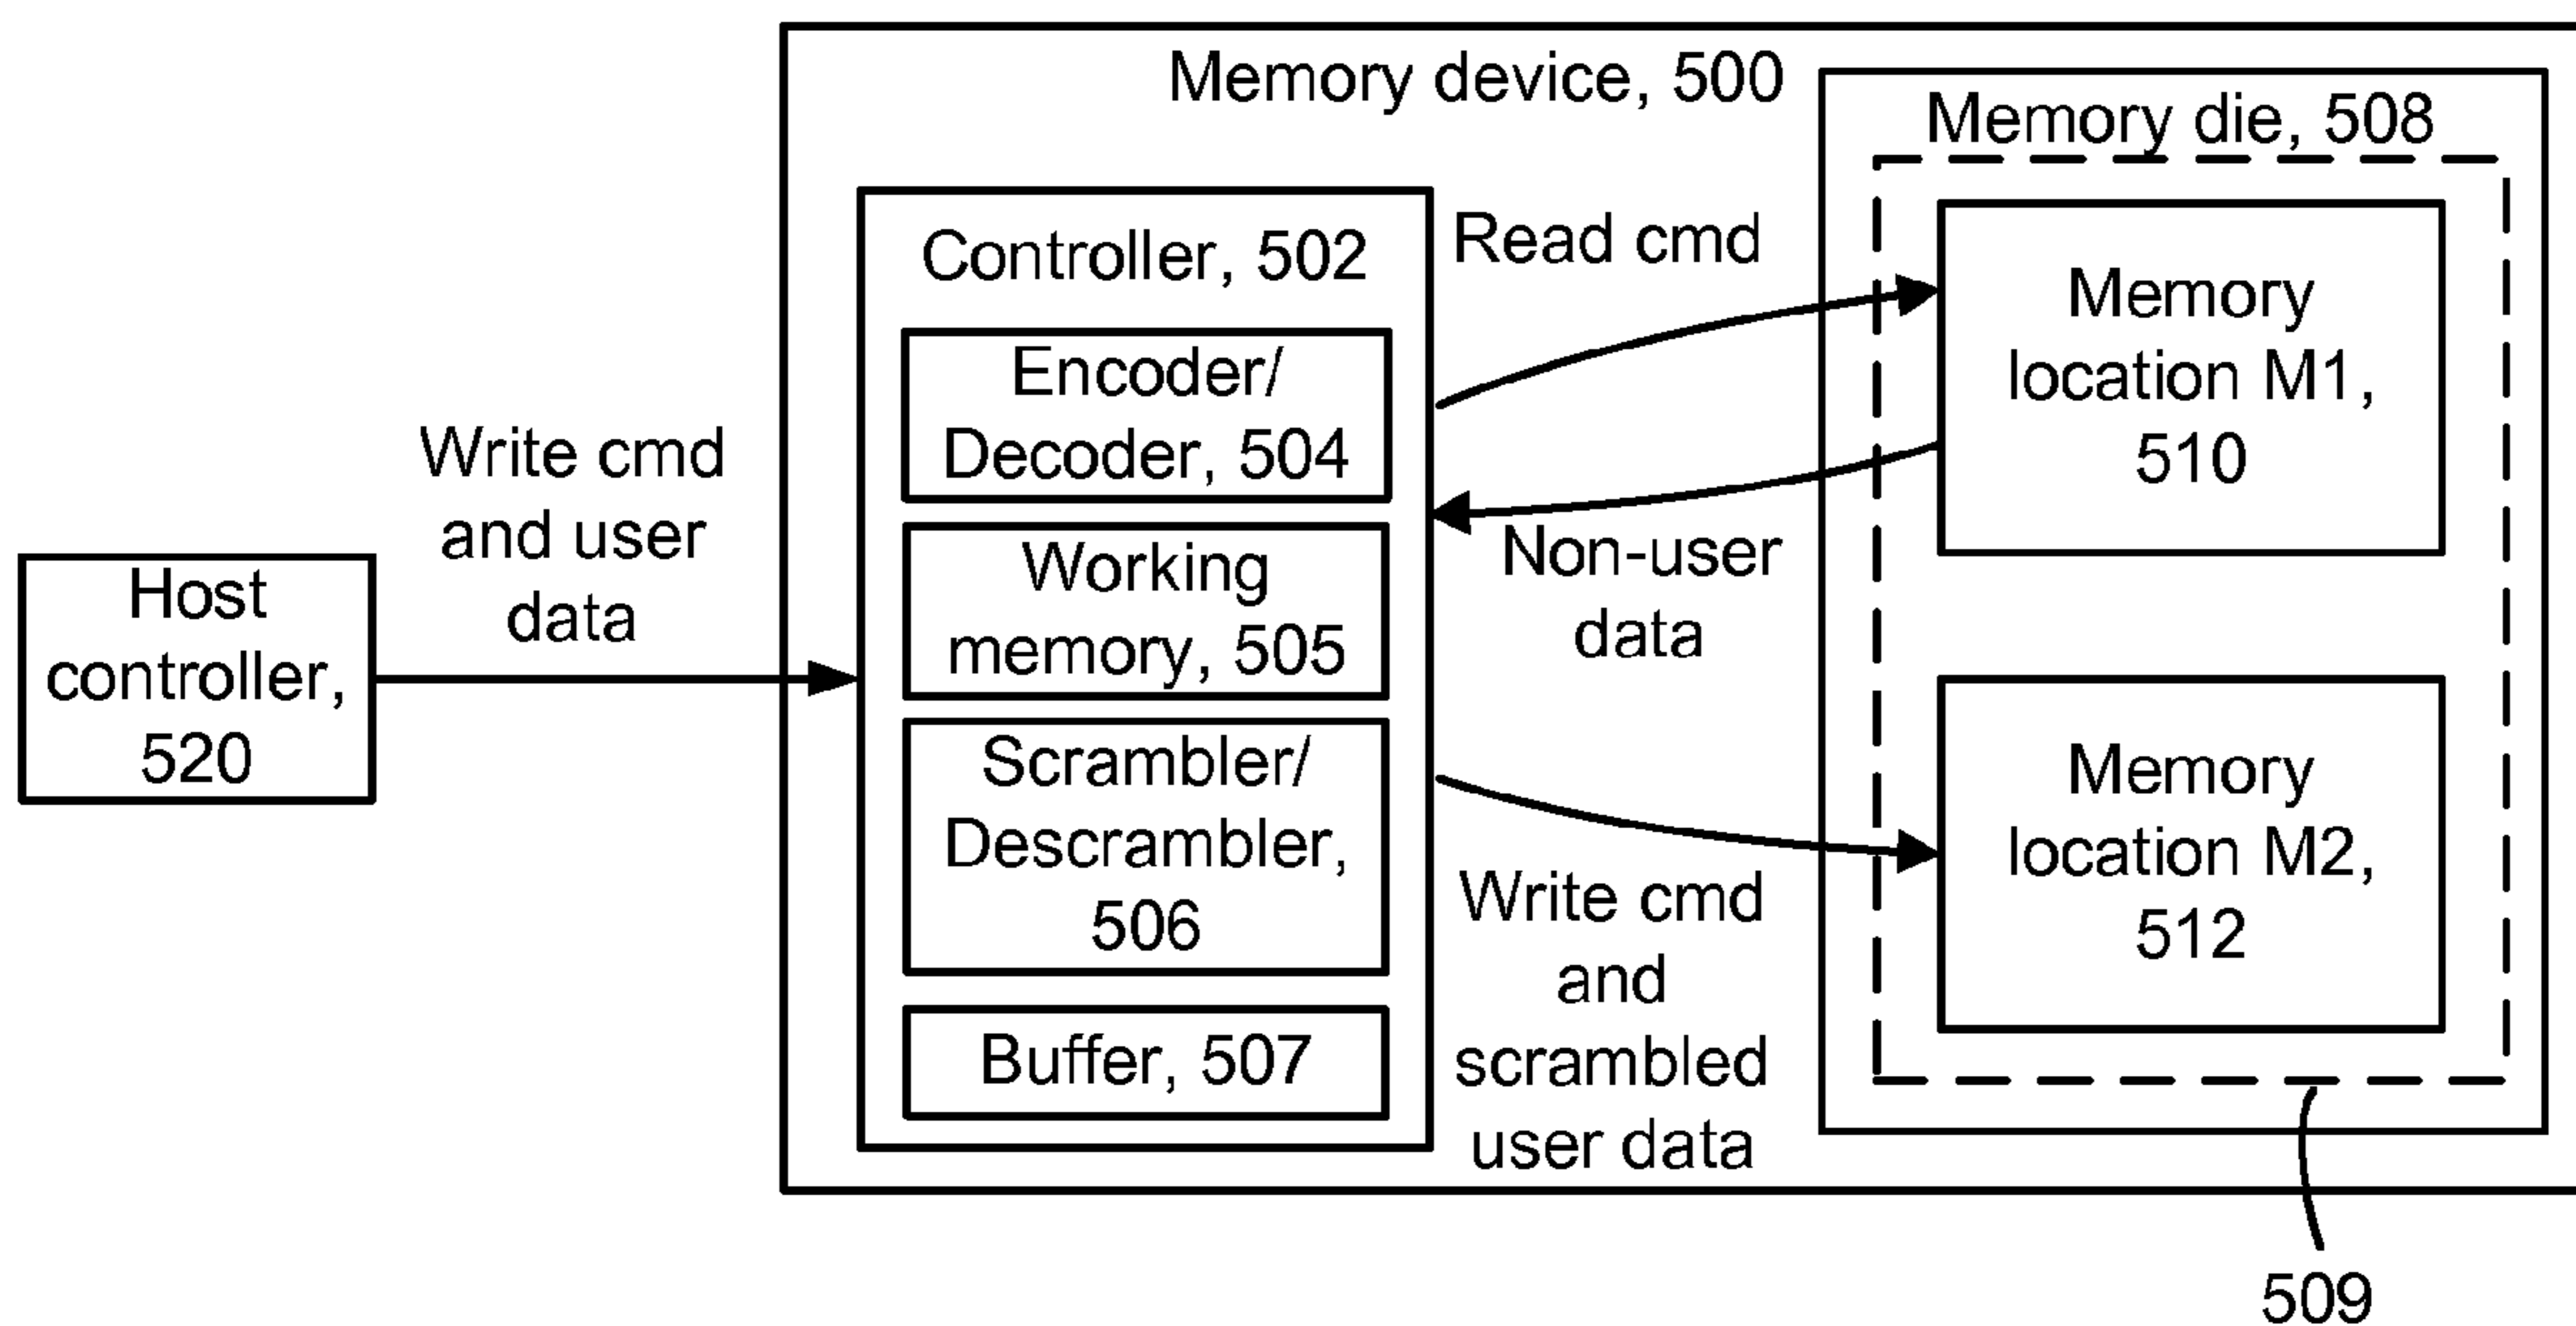 Memory device, 500
Memory die, 508
Controller, 502
Encoder/
Decoder, 504
Working
memory, 505
Scrambler/
Descrambler,
506
Buffer, 507
Host
controller,
520
Write cmd
and user
data
Read cmd
Non-user
data
Write cmd
and
scrambled
user data
Memory
location M1,
510
Memory
location M2,
512
509